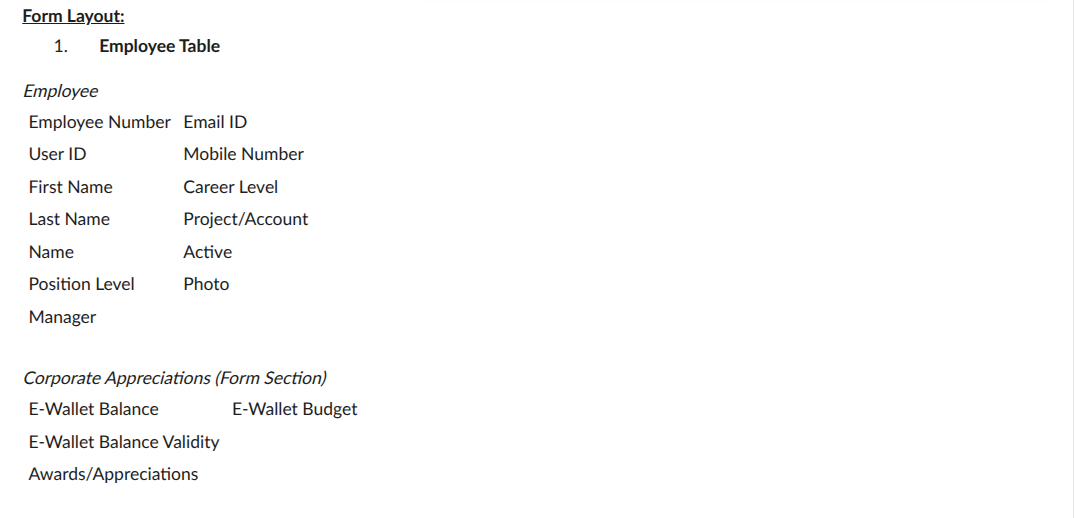 Form Layout:
1. Employee Table
Employee
Employee Number Email ID
User ID Mobile Number
First Name Career Level
Last Name Project/Account
Name Active
Position Level Photo
Manager
Corporate Appreciations (Form Section)
E-Wallet Balance E-Wallet Budget
E-Wallet Balance Validity
Awards/Appreciations